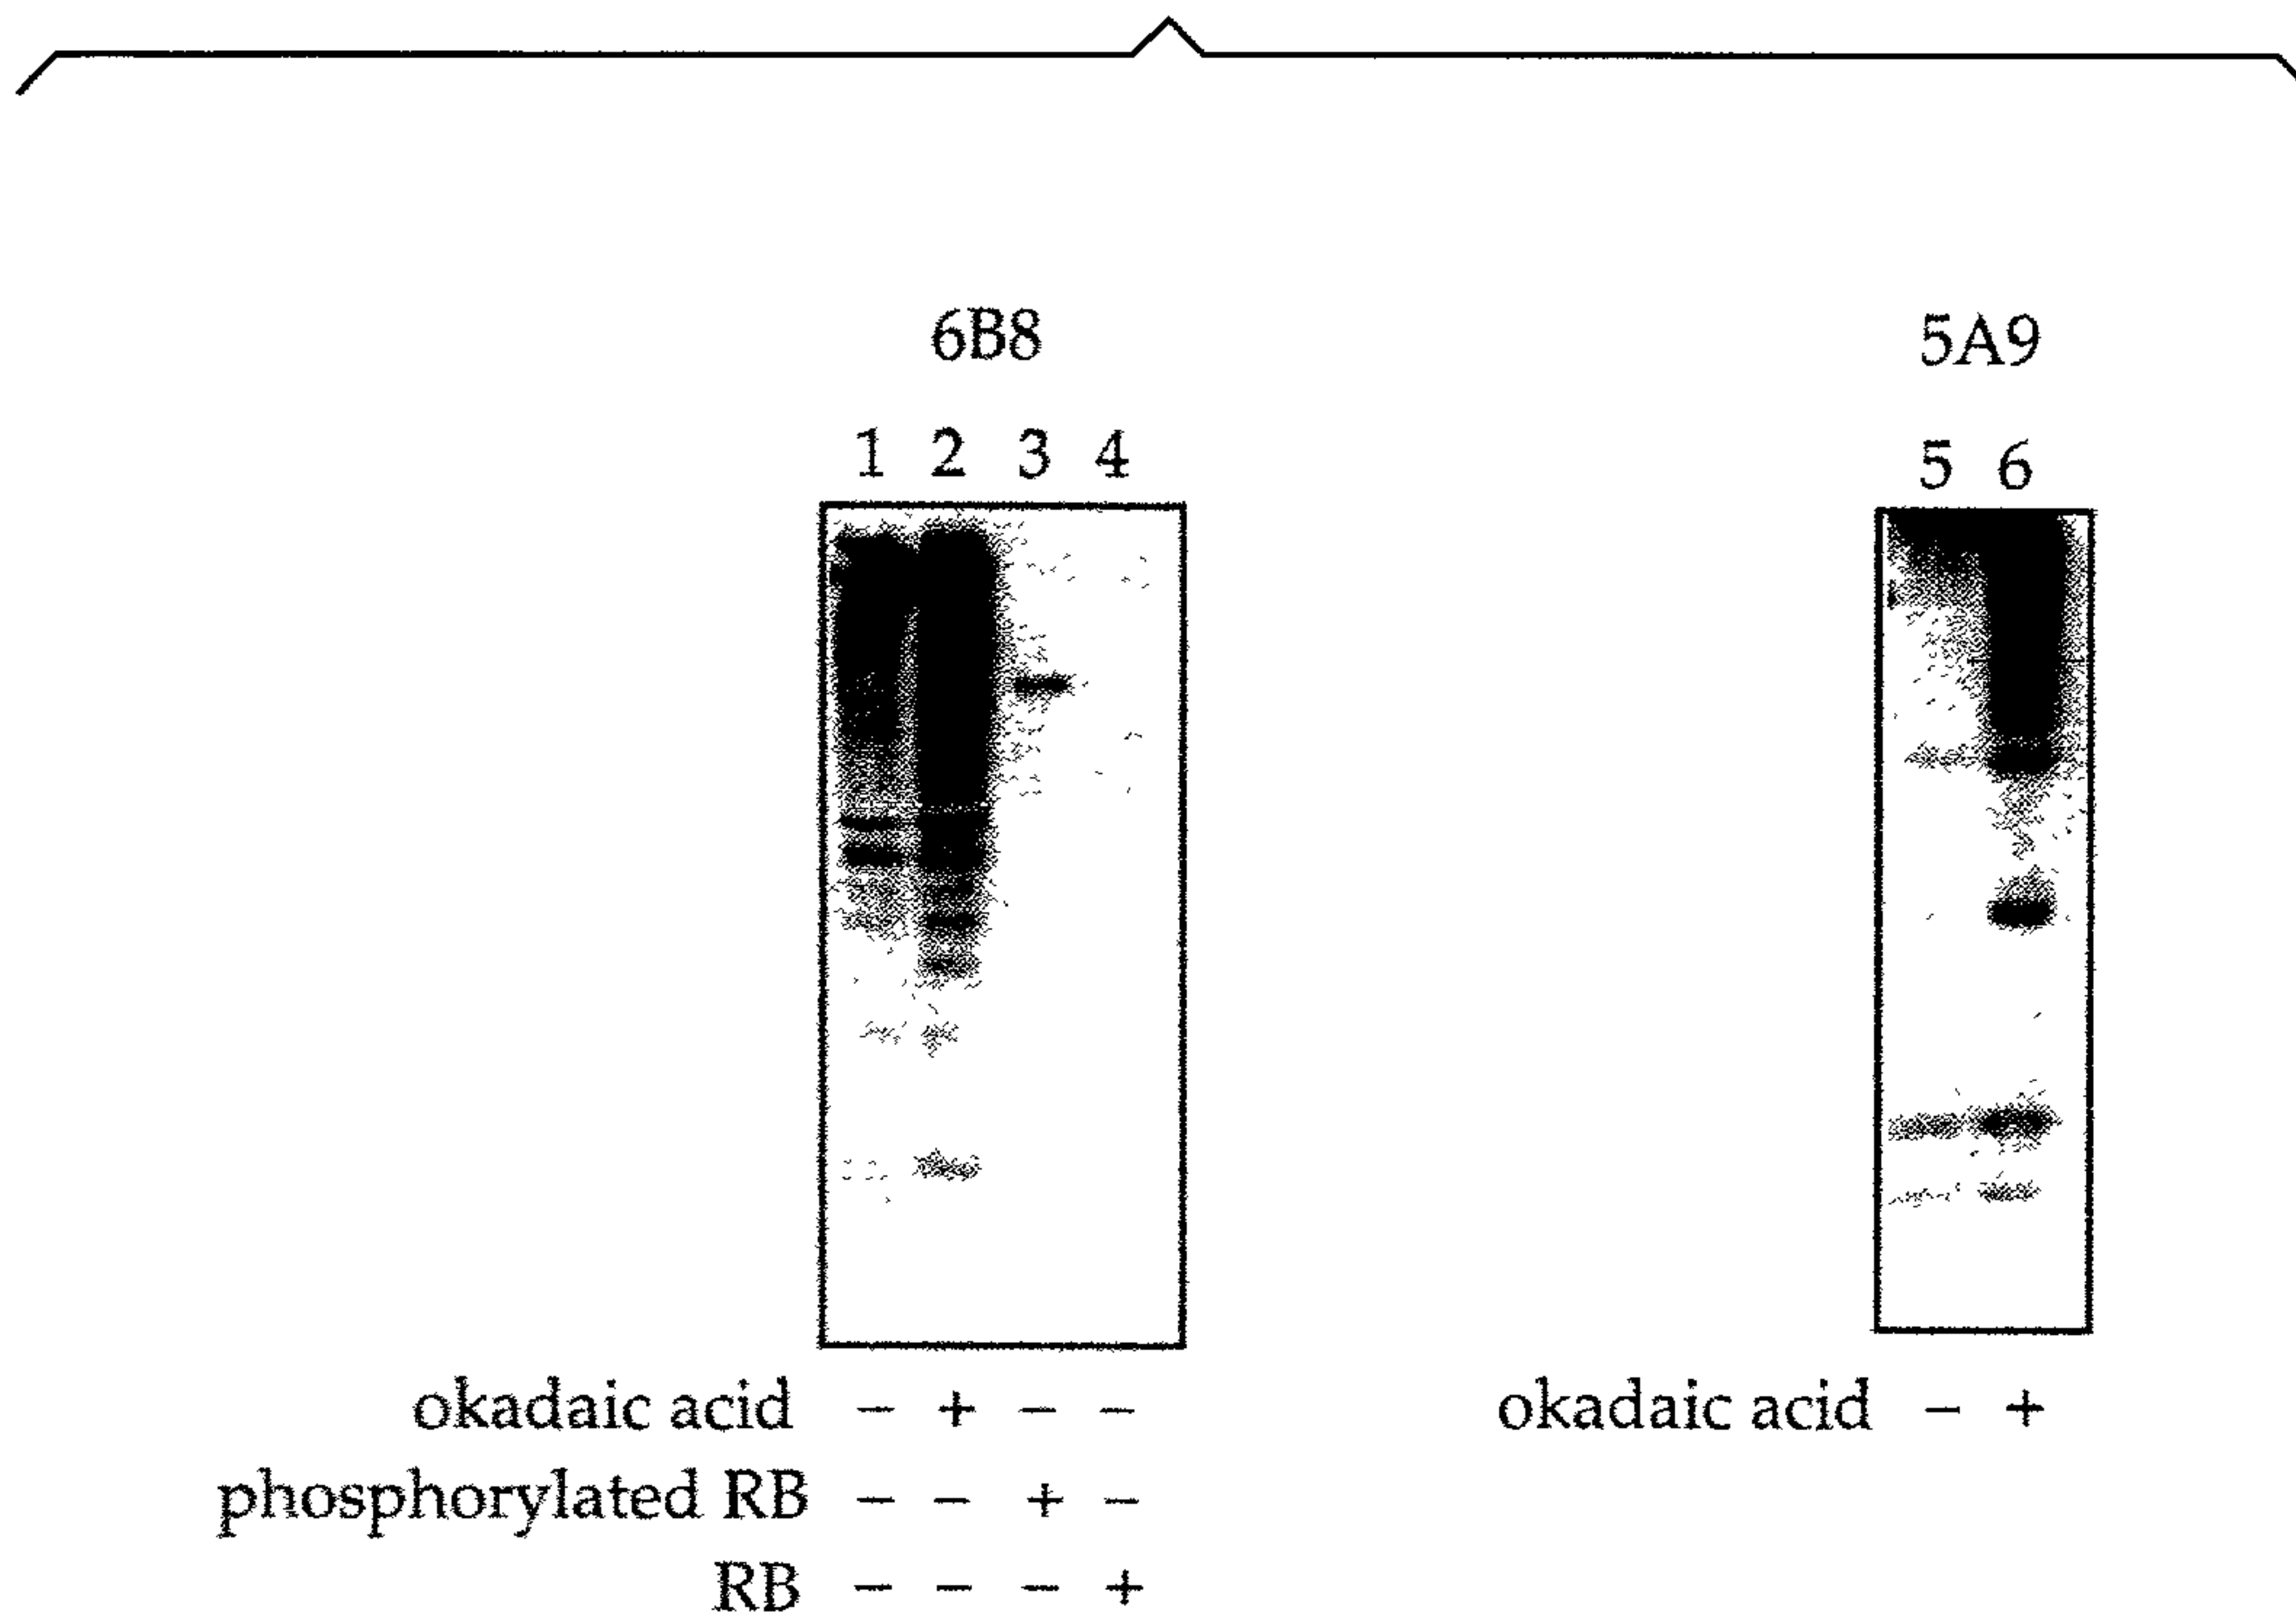 6B8
1 2 3 4
okadaic acid – + – –
phosphorylated RB – – + –
RB – – – +
5A9
5 6
okadaic acid – +